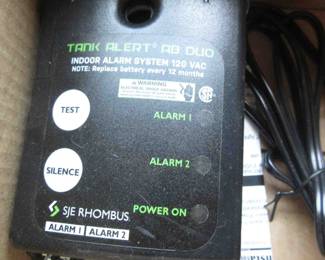 TANK ALERT® AB DUO
INDOOR ALARM SYSTEM 120 VAC
NOTE: Replace battery every 12 months
WARNING
TEST
ALARM 1
ALARM 2
SILENCE
SJE RHOMBUS
POWER ON
ALARM 1 ALARM 2